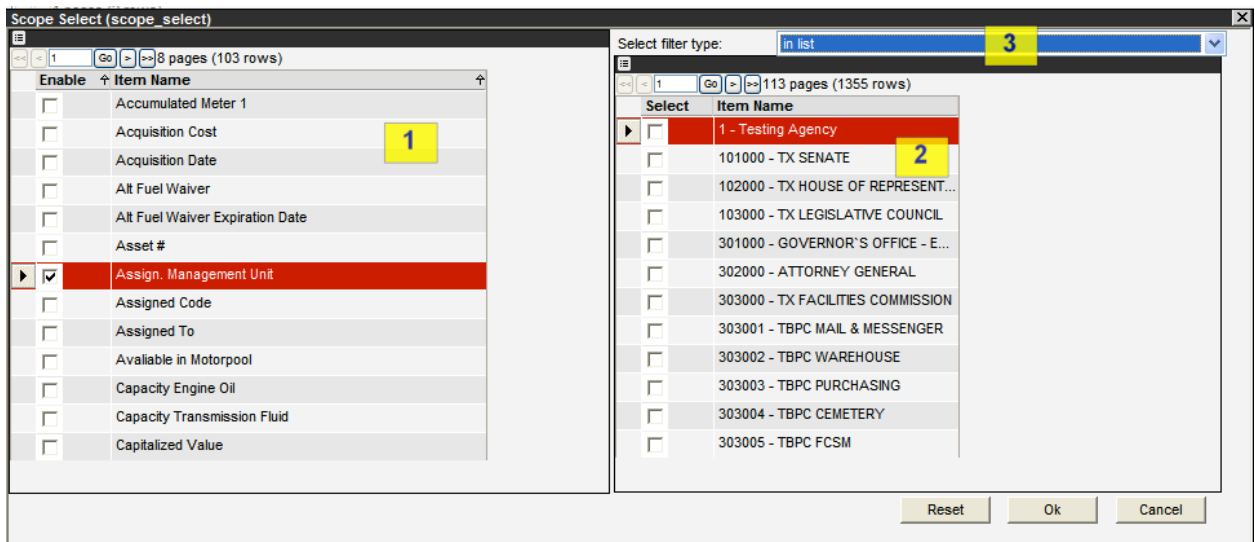 Scope Select (scope_select)
X
<< < 1 Go > >> 8 pages (103 rows)
Enable Item Name
Accumulated Meter 1
Acquisition Cost
1
Acquisition Date
Alt Fuel Waiver
Alt Fuel Waiver Expiration Date
Asset #
Assign. Management Unit
Assigned Code
Assigned To
Avaliable in Motorpool
Capacity Engine Oil
Capacity Transmission Fluid
Capitalized Value
Select filter type: in list
3
<< < 1 Go > >> 113 pages (1355 rows)
Select Item Name
1 - Testing Agency
2
101000 - TX SENATE
102000 - TX HOUSE OF REPRESENT...
103000 - TX LEGISLATIVE COUNCIL
301000 - GOVERNOR`S OFFICE - E...
302000 - ATTORNEY GENERAL
303000 - TX FACILITIES COMMISSION
303001 - TBPC MAIL & MESSENGER
303002 - TBPC WAREHOUSE
303003 - TBPC PURCHASING
303004 - TBPC CEMETERY
303005 - TBPC FCSM
Reset Ok Cancel